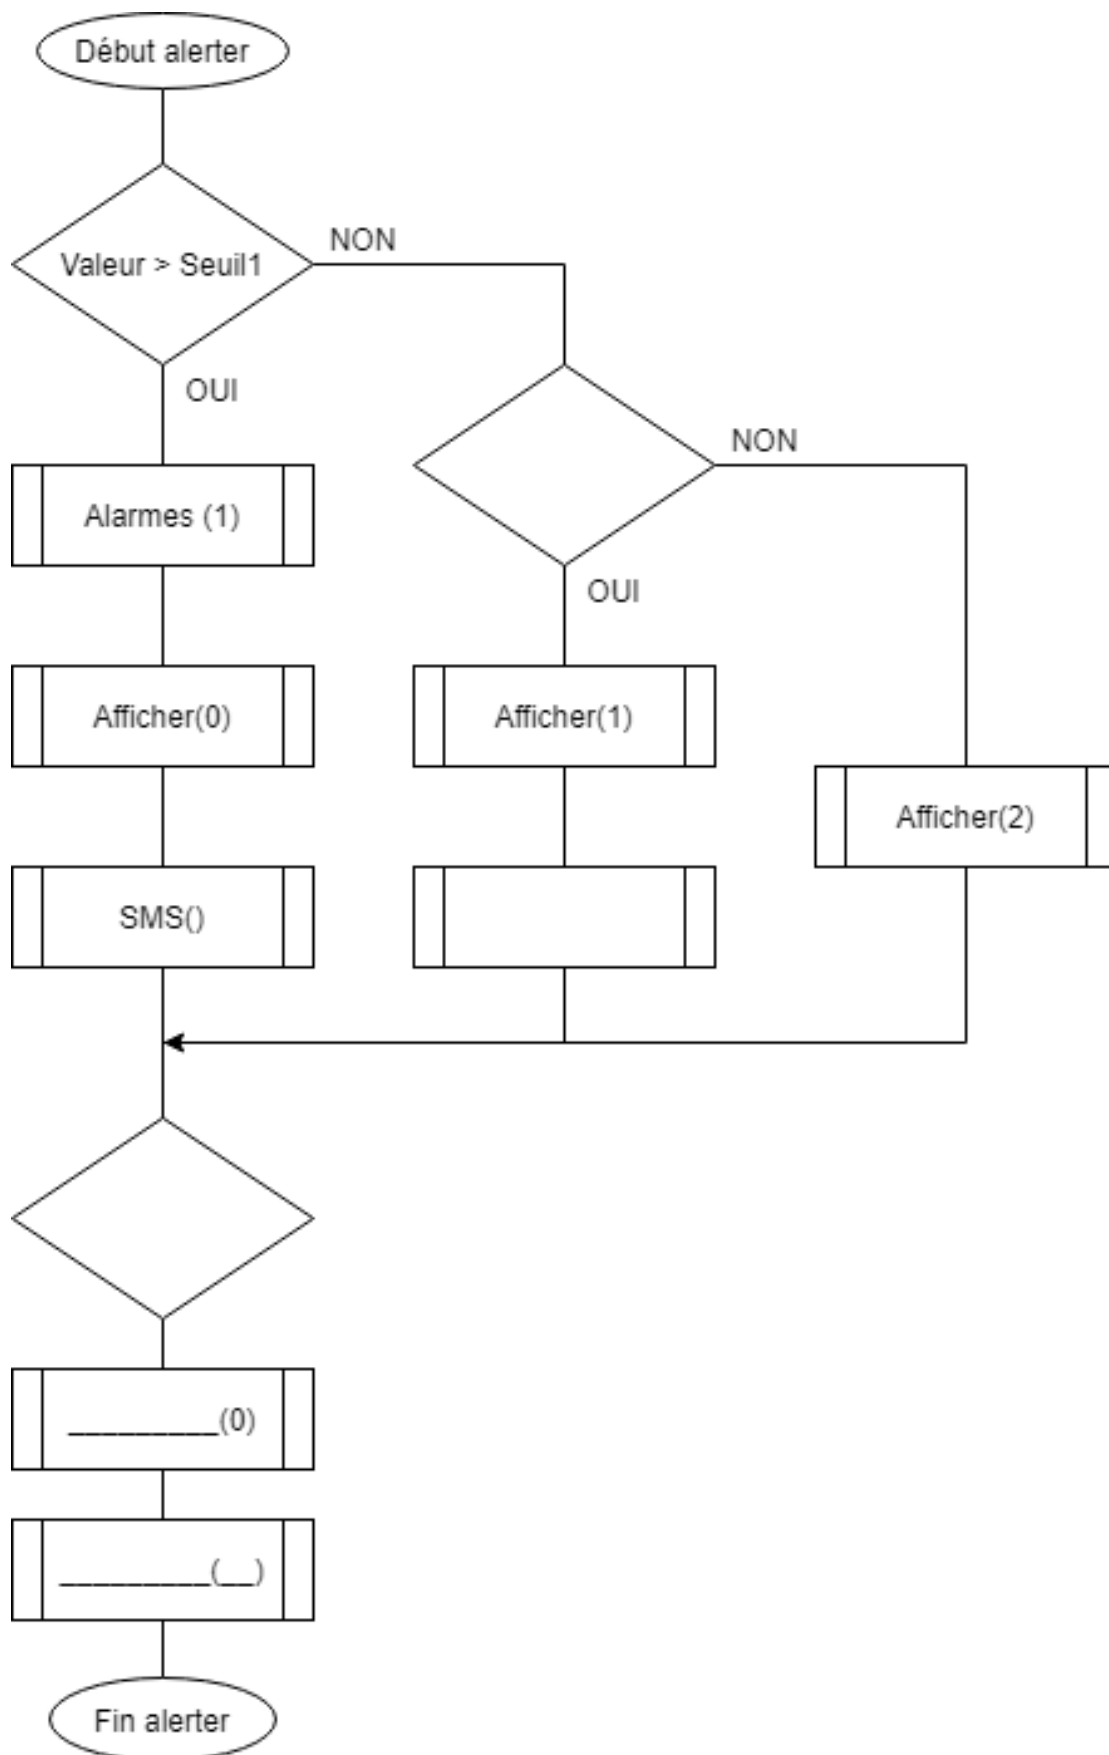 Début alerter
Valeur > Seuil1
NON
OUI
NON
Alarmes (1)
OUI
Afficher(0)
Afficher(1)
Afficher(2)
SMS()
_________(0)
_________(__)
Fin alerter